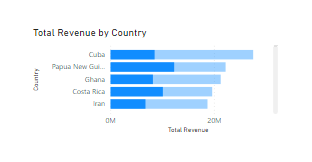 Total Revenue by Country
Country
Cuba
Papua New Gui...
Ghana
Costa Rica
Iran
0M 20M
Total Revenue